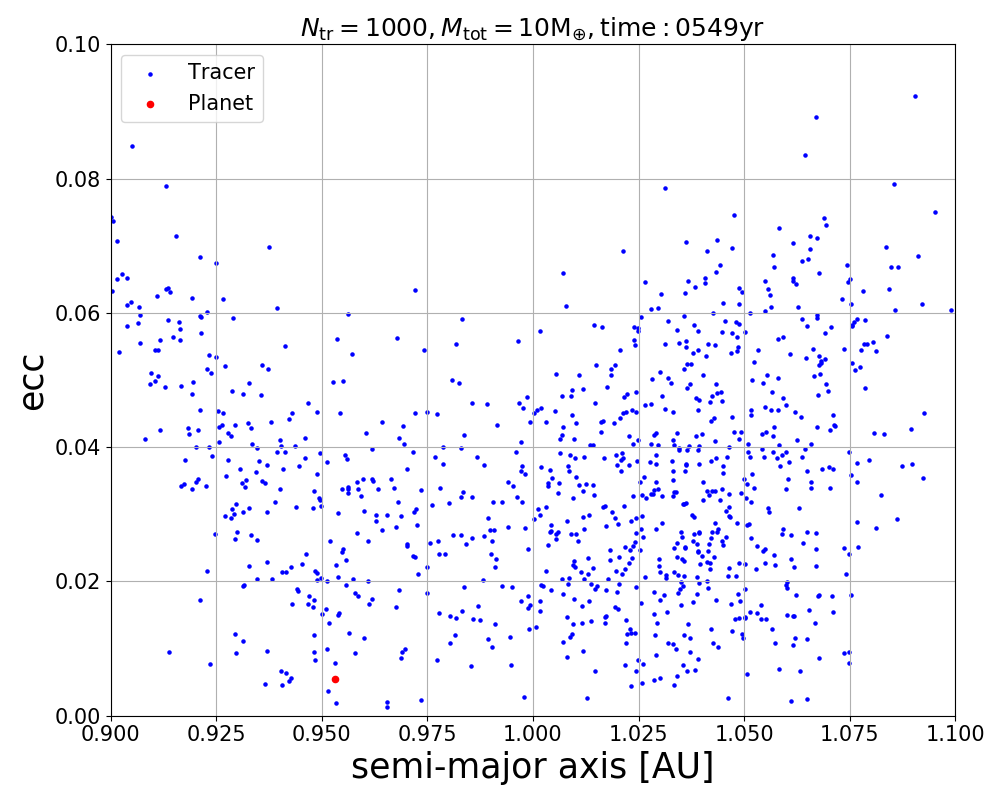 N_tr = 1000, M_tot = 10M_⊕, time : 0549yr
Tracer
Planet
0.10
0.08
0.06
0.04
0.02
0.00
ecc
0.900 0.925 0.950 0.975 1.000 1.025 1.050 1.075 1.100
semi-major axis [AU]